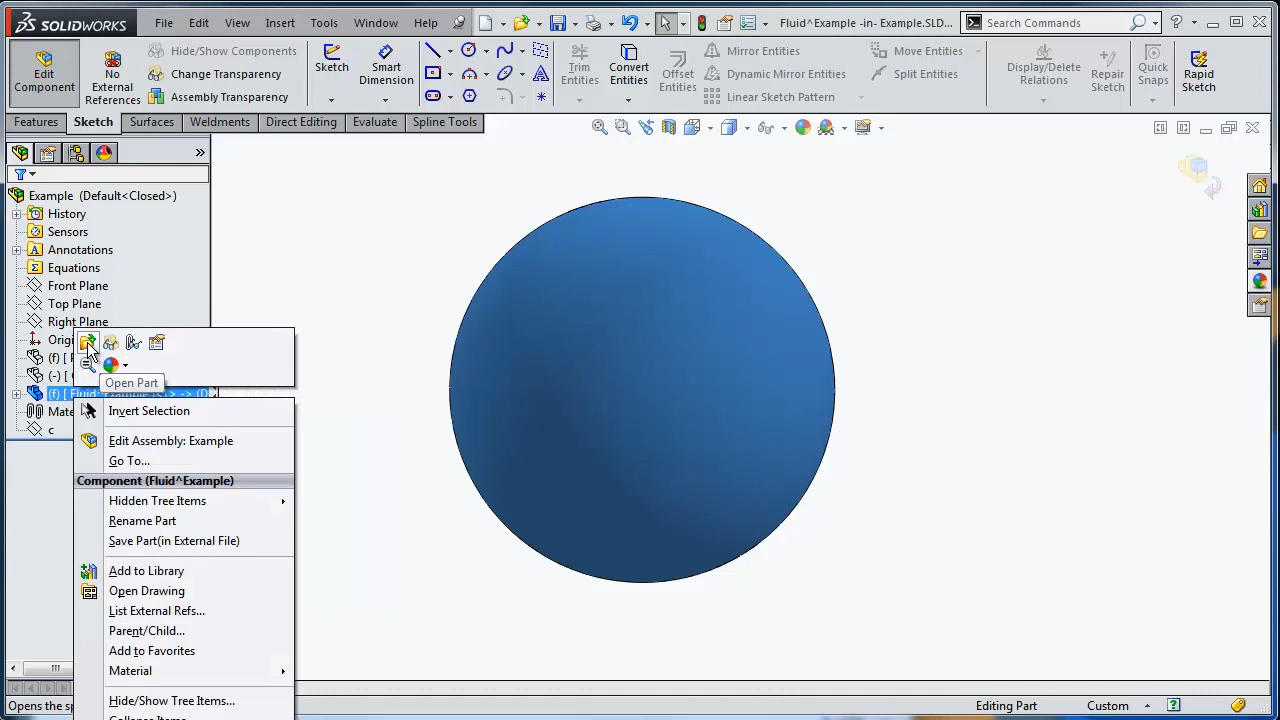 SOLIDWORKS File Edit View Insert Tools Window Help Fluid^Example -in- Example.SLD... Search Commands
Edit Component
No External References
Hide/Show Components
Change Transparency
Assembly Transparency
Sketch
Smart Dimension
Trim Entities
Convert Entities
Offset Entities
Mirror Entities
Dynamic Mirror Entities
Linear Sketch Pattern
Move Entities
Split Entities
Display/Delete Relations
Repair Sketch
Quick Snaps
Rapid Sketch
Features Sketch Surfaces Weldments Direct Editing Evaluate Spline Tools
Example (Default<Closed>)
History
Sensors
Annotations
Equations
Front Plane
Top Plane
Right Plane
Origi
(f) [
(-) [
Open Part
Mate
c
Invert Selection
Edit Assembly: Example
Go To...
Component (Fluid^Example)
Hidden Tree Items
Rename Part
Save Part(in External File)
Add to Library
Open Drawing
List External Refs...
Parent/Child...
Add to Favorites
Material
Hide/Show Tree Items...
Collapse Items
Opens the sp
Editing Part Custom